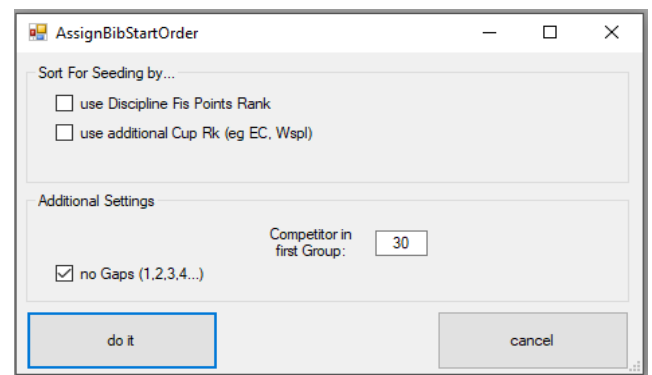 AssignBibStartOrder
Sort For Seeding by...
use Discipline Fis Points Rank
use additional Cup Rk (eg EC, Wspl)
Additional Settings
Competitor in
first Group:
30
no Gaps (1,2,3,4...)
do it
cancel